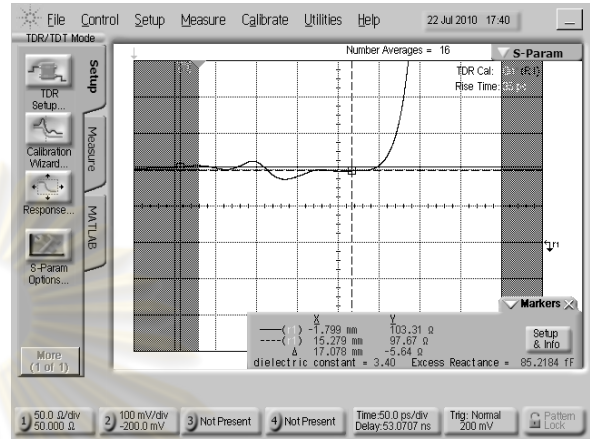 File Control Setup Measure Calibrate Utilities Help 22 Jul 2010 17:40
TDR/TDT Mode
Number Averages = 16
S-Param
TDR Cal:
Rise Time:
Setup
Measure
MATLAB
TDR
Setup...
Calibration
Wizard...
Response...
S-Param
Options...
More
(1 of 1)
Markers
X Y
-1.799 mm 103.31 Ω
15.279 mm 97.67 Ω
Δ 17.078 mm -5.64 Ω
dielectric constant = 3.40 Excess Reactance = 85.2184 fF
Setup
& Info
1) 50.0 Ω/div
50.000 Ω
2) 100 mV/div
-200.0 mV
3) Not Present
4) Not Present
Time:50.0 ps/div
Delay:53.0707 ns
Trig: Normal
200 mV
Pattern
Lock